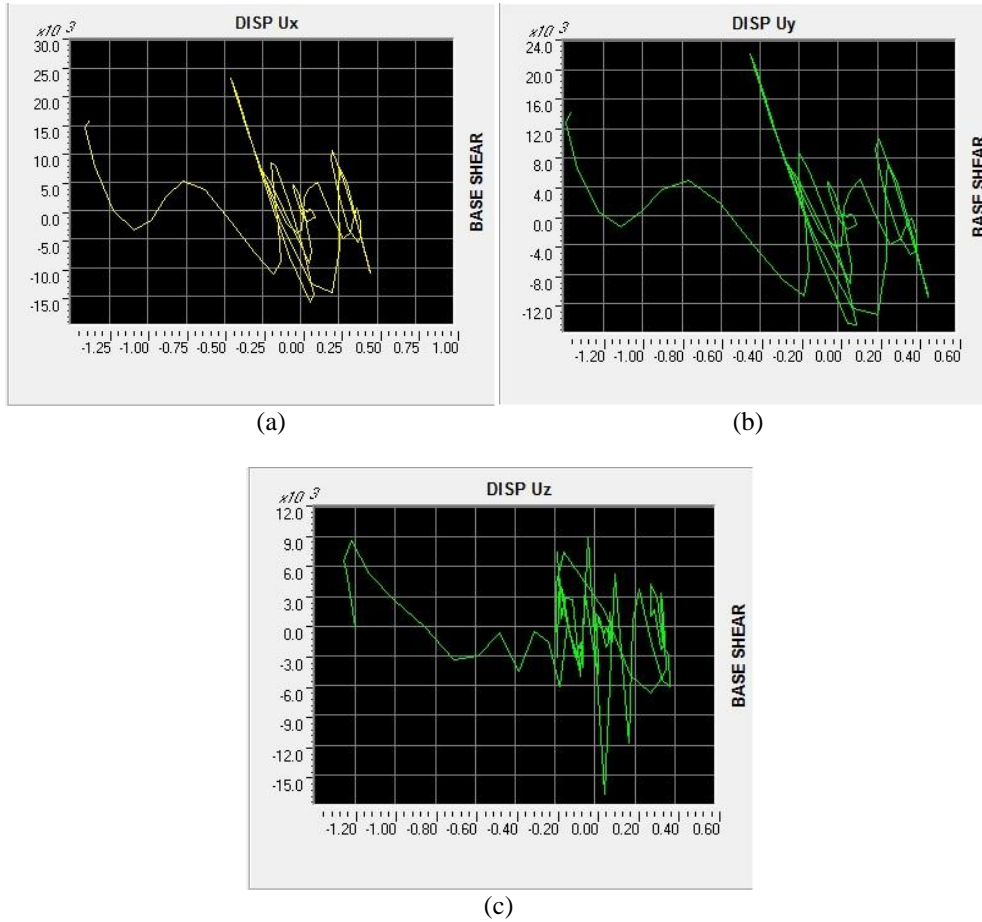 x10 3
DISP Ux
30.0
25.0
20.0
15.0
10.0
5.0
0.0
-5.0
-10.0
-15.0
BASE SHEAR
-1.25 -1.00 -0.75 -0.50 -0.25 0.00 0.25 0.50 0.75 1.00
(a)
x10 3
DISP Uy
24.0
20.0
16.0
12.0
8.0
4.0
0.0
-4.0
-8.0
-12.0
BASE SHEAR
-1.20 -1.00 -0.80 -0.60 -0.40 -0.20 0.00 0.20 0.40 0.60
(b)
x10 3
DISP Uz
12.0
9.0
6.0
3.0
0.0
-3.0
-6.0
-9.0
-12.0
-15.0
BASE SHEAR
-1.20 -1.00 -0.80 -0.60 -0.40 -0.20 0.00 0.20 0.40 0.60
(c)